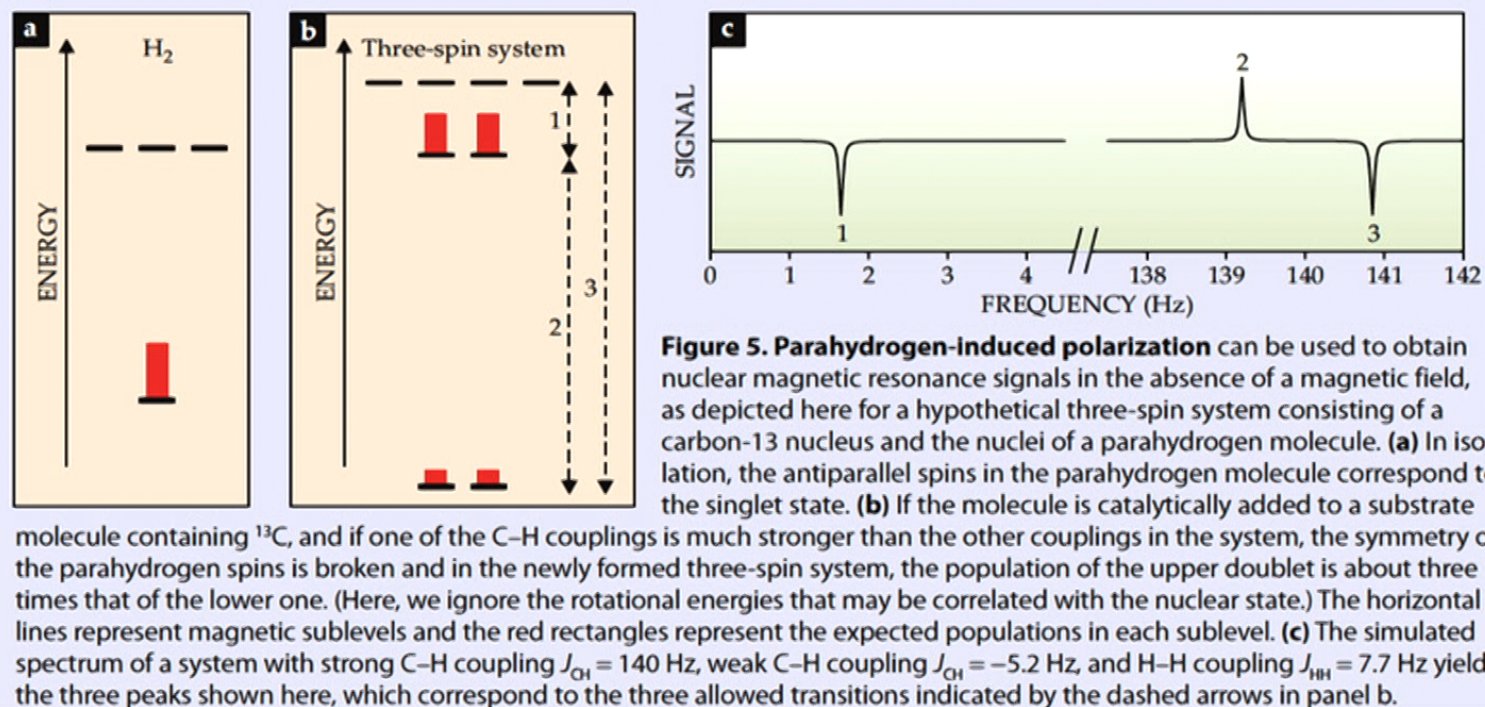 a
H2
ENERGY
b
Three-spin system
ENERGY
1
2
3
c
SIGNAL
2
1
3
0 1 2 3 4 138 139 140 141 142
FREQUENCY (Hz)
Figure 5. Parahydrogen-induced polarization can be used to obtain
nuclear magnetic resonance signals in the absence of a magnetic field,
as depicted here for a hypothetical three-spin system consisting of a
carbon-13 nucleus and the nuclei of a parahydrogen molecule. (a) In iso
lation, the antiparallel spins in the parahydrogen molecule correspond t
the singlet state. (b) If the molecule is catalytically added to a substrate
molecule containing ¹³C, and if one of the C–H couplings is much stronger than the other couplings in the system, the symmetry o
the parahydrogen spins is broken and in the newly formed three-spin system, the population of the upper doublet is about three
times that of the lower one. (Here, we ignore the rotational energies that may be correlated with the nuclear state.) The horizontal
lines represent magnetic sublevels and the red rectangles represent the expected populations in each sublevel. (c) The simulated
spectrum of a system with strong C–H coupling JCH = 140 Hz, weak C–H coupling JCH = −5.2 Hz, and H–H coupling JHH = 7.7 Hz yield
the three peaks shown here, which correspond to the three allowed transitions indicated by the dashed arrows in panel b.